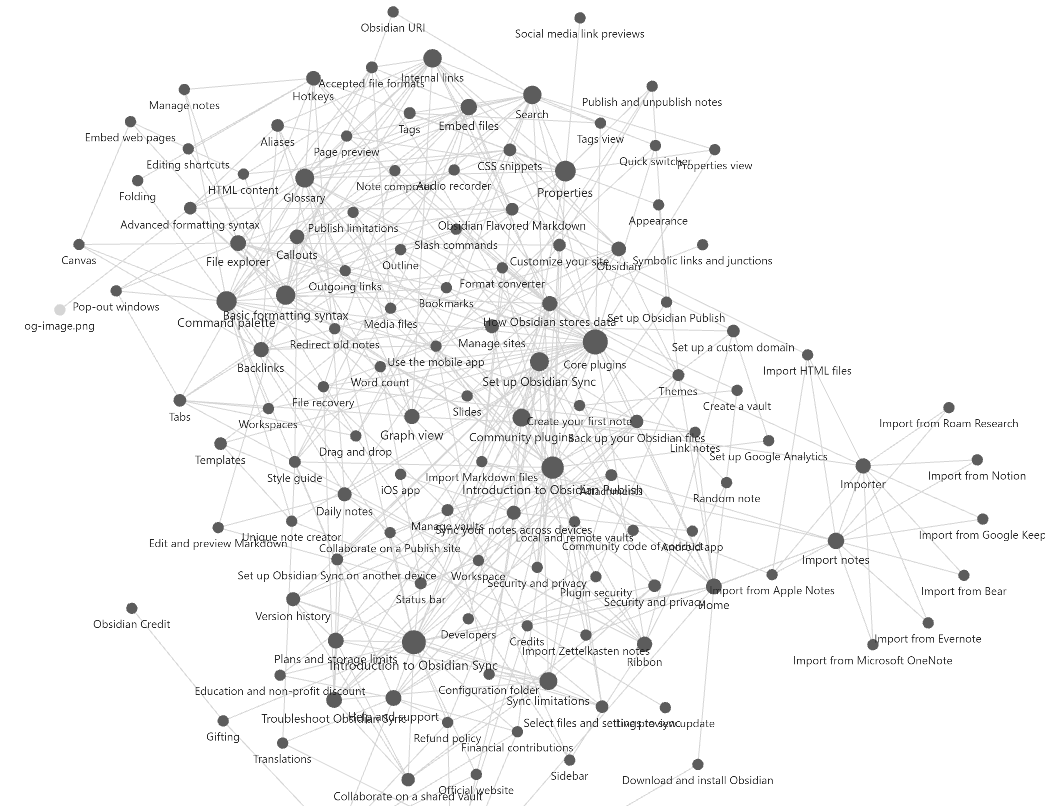 Obsidian URI
Social media link previews
Internal links
Accepted file formats
Hotkeys
Manage notes
Publish and unpublish notes
Search
Embed files
Tags
Embed web pages
Aliases
Tags view
Page preview
Editing shortcuts
CSS snippets
Quick switcher
Properties view
HTML content
Note composer
Audio recorder
Folding
Glossary
Properties
Advanced formatting syntax
Publish limitations
Obsidian Flavored Markdown
Appearance
Slash commands
Callouts
File explorer
Canvas
Outline
Customize your site
Obsidian
Symbolic links and junctions
Outgoing links
Format converter
Pop-out windows
Bookmarks
Basic formatting syntax
Command palette
og-image.png
Media files
How Obsidian stores data
Set up Obsidian Publish
Redirect old notes
Manage sites
Set up a custom domain
Backlinks
Use the mobile app
Core plugins
Import HTML files
Word count
Set up Obsidian Sync
Themes
File recovery
Create a vault
Tabs
Workspaces
Slides
Create your first note
Import from Roam Research
Graph view
Community plugins
Back up your Obsidian files
Link notes
Drag and drop
Set up Google Analytics
Templates
Style guide
Import Markdown files
Importer
Import from Notion
iOS app
Introduction to Obsidian Publish
Attachments
Random note
Daily notes
Manage vaults
Sync your notes across devices
Local and remote vaults
Import from Google Keep
Edit and preview Markdown
Unique note creator
Collaborate on a Publish site
Community code of conduct
Android app
Import notes
Set up Obsidian Sync on another device
Workspace
Security and privacy
Plugin security
Security and privacy
Home
Import from Apple Notes
Import from Bear
Status bar
Version history
Obsidian Credit
Developers
Credits
Import Zettelkasten notes
Import from Evernote
Plans and storage limits
Introduction to Obsidian Sync
Ribbon
Import from Microsoft OneNote
Education and non-profit discount
Configuration folder
Sync limitations
Troubleshoot Obsidian Sync
Help and support
Select files and settings to sync
Live preview update
Gifting
Refund policy
Financial contributions
Translations
Sidebar
Download and install Obsidian
Collaborate on a shared vault
Official website